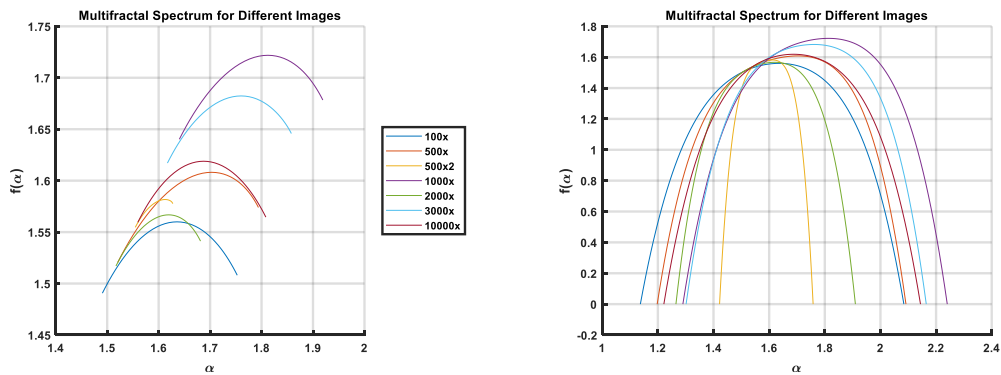 Multifractal Spectrum for Different Images
1.75
1.7
1.65
1.6
1.55
1.5
1.45
f(α)
1.4
1.5
1.6
1.7
1.8
1.9
2
α
100x
500x
500x2
1000x
2000x
3000x
10000x
Multifractal Spectrum for Different Images
1.8
1.6
1.4
1.2
1
0.8
0.6
0.4
0.2
0
-0.2
f(α)
1
1.2
1.4
1.6
1.8
2
2.2
2.4
α